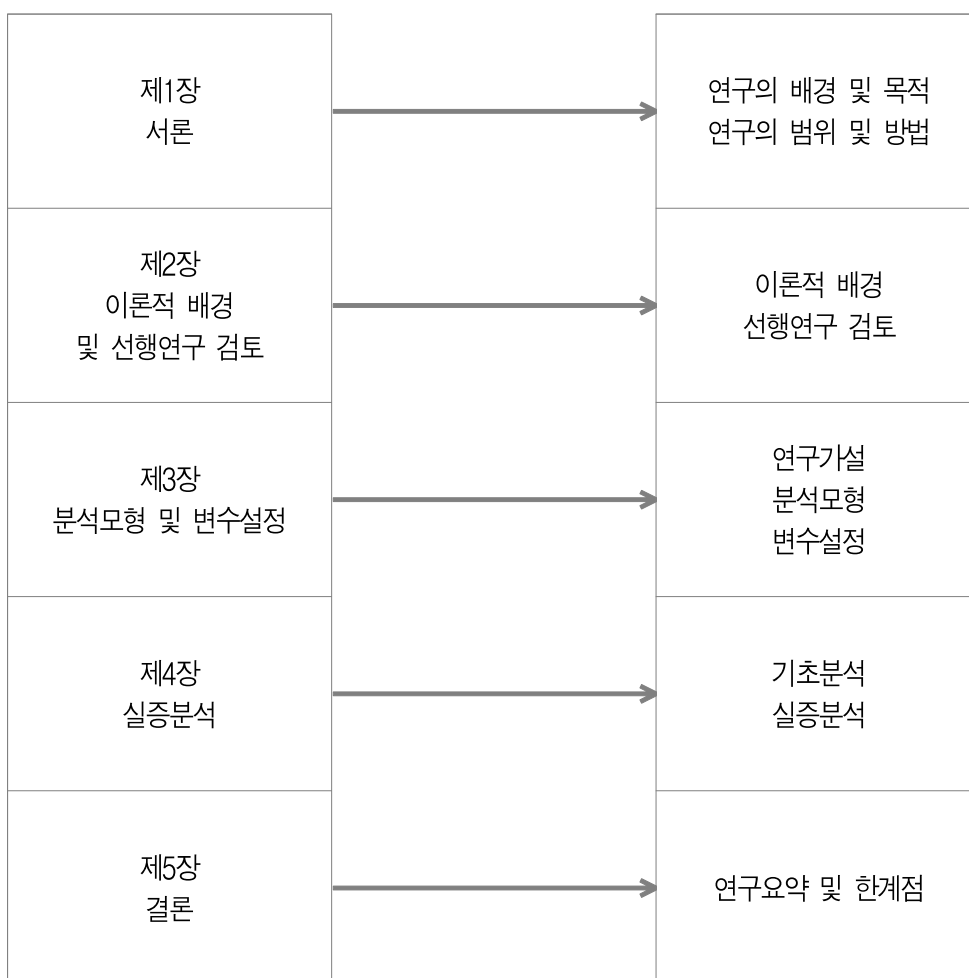 제1장
서론
연구의 배경 및 목적
연구의 범위 및 방법
제2장
이론적 배경
및 선행연구 검토
이론적 배경
선행연구 검토
제3장
분석모형 및 변수설정
연구가설
분석모형
변수설정
제4장
실증분석
기초분석
실증분석
제5장
결론
연구요약 및 한계점